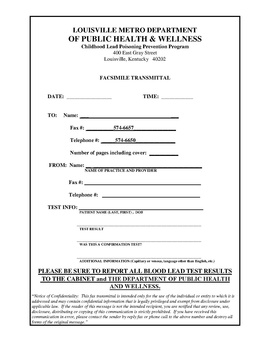 LOUISVILLE METRO DEPARTMENT
OF PUBLIC HEALTH & WELLNESS
Childhood Lead Poisoning Prevention Program
400 East Gray Street
Louisville, Kentucky 40202
FACSIMILE TRANSMITTAL
DATE: TIME:
TO: Name:
Fax #: 574-6657
Telephone #: 574-6650
Number of pages including cover:
FROM: Name:
NAME OF PRACTICE AND PROVIDER
Fax #:
Telephone #:
TEST INFO:
PATIENT NAME (LAST, FIRST) / DOB
TEST RESULT
WAS THIS A CONFIRMATION TEST?
ADDITIONAL INFORMATION (Capillary or venous, language other than English, etc.)
PLEASE BE SURE TO REPORT ALL BLOOD LEAD TEST RESULTS
TO THE CABINET and THE DEPARTMENT OF PUBLIC HEALTH
AND WELLNESS.
*Notice of Confidentiality: This fax transmittal is intended only for the use of the individual or entity to which it is
addressed and may contain confidential information that is legally privileged and exempt from disclosure under
applicable law. If the reader of this message is not the intended recipient, you are notified that any review, use,
disclosure, distributing or copying of this communication is strictly prohibited. If you have received this
communication in error, please contact the sender by reply fax or phone call to the above number and destroy all
forms of the original message."